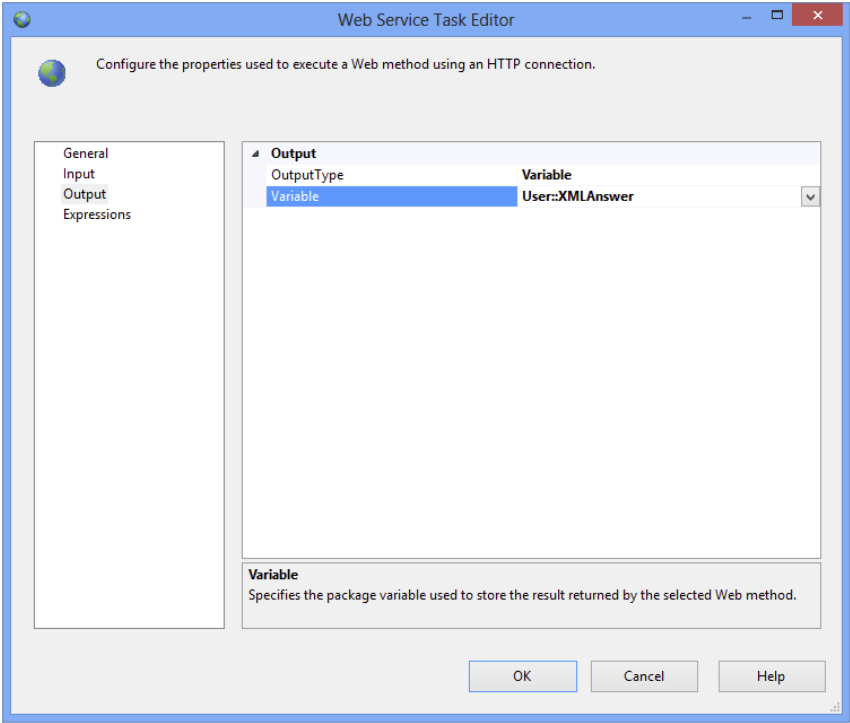 Web Service Task Editor
Configure the properties used to execute a Web method using an HTTP connection.
General
Input
Output
Expressions
Output
OutputType Variable
Variable User::XMLAnswer
Variable
Specifies the package variable used to store the result returned by the selected Web method.
OK Cancel Help